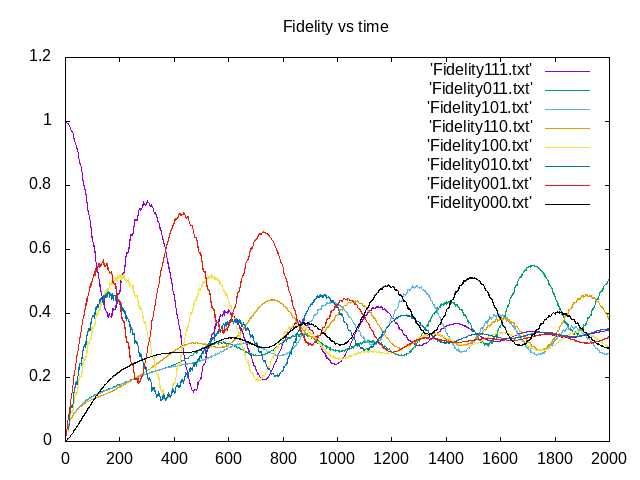 Fidelity vs time
1.2
1
0.8
0.6
0.4
0.2
0
0 200 400 600 800 1000 1200 1400 1600 1800 2000
'Fidelity111.txt'
'Fidelity011.txt'
'Fidelity101.txt'
'Fidelity110.txt'
'Fidelity100.txt'
'Fidelity010.txt'
'Fidelity001.txt'
'Fidelity000.txt'